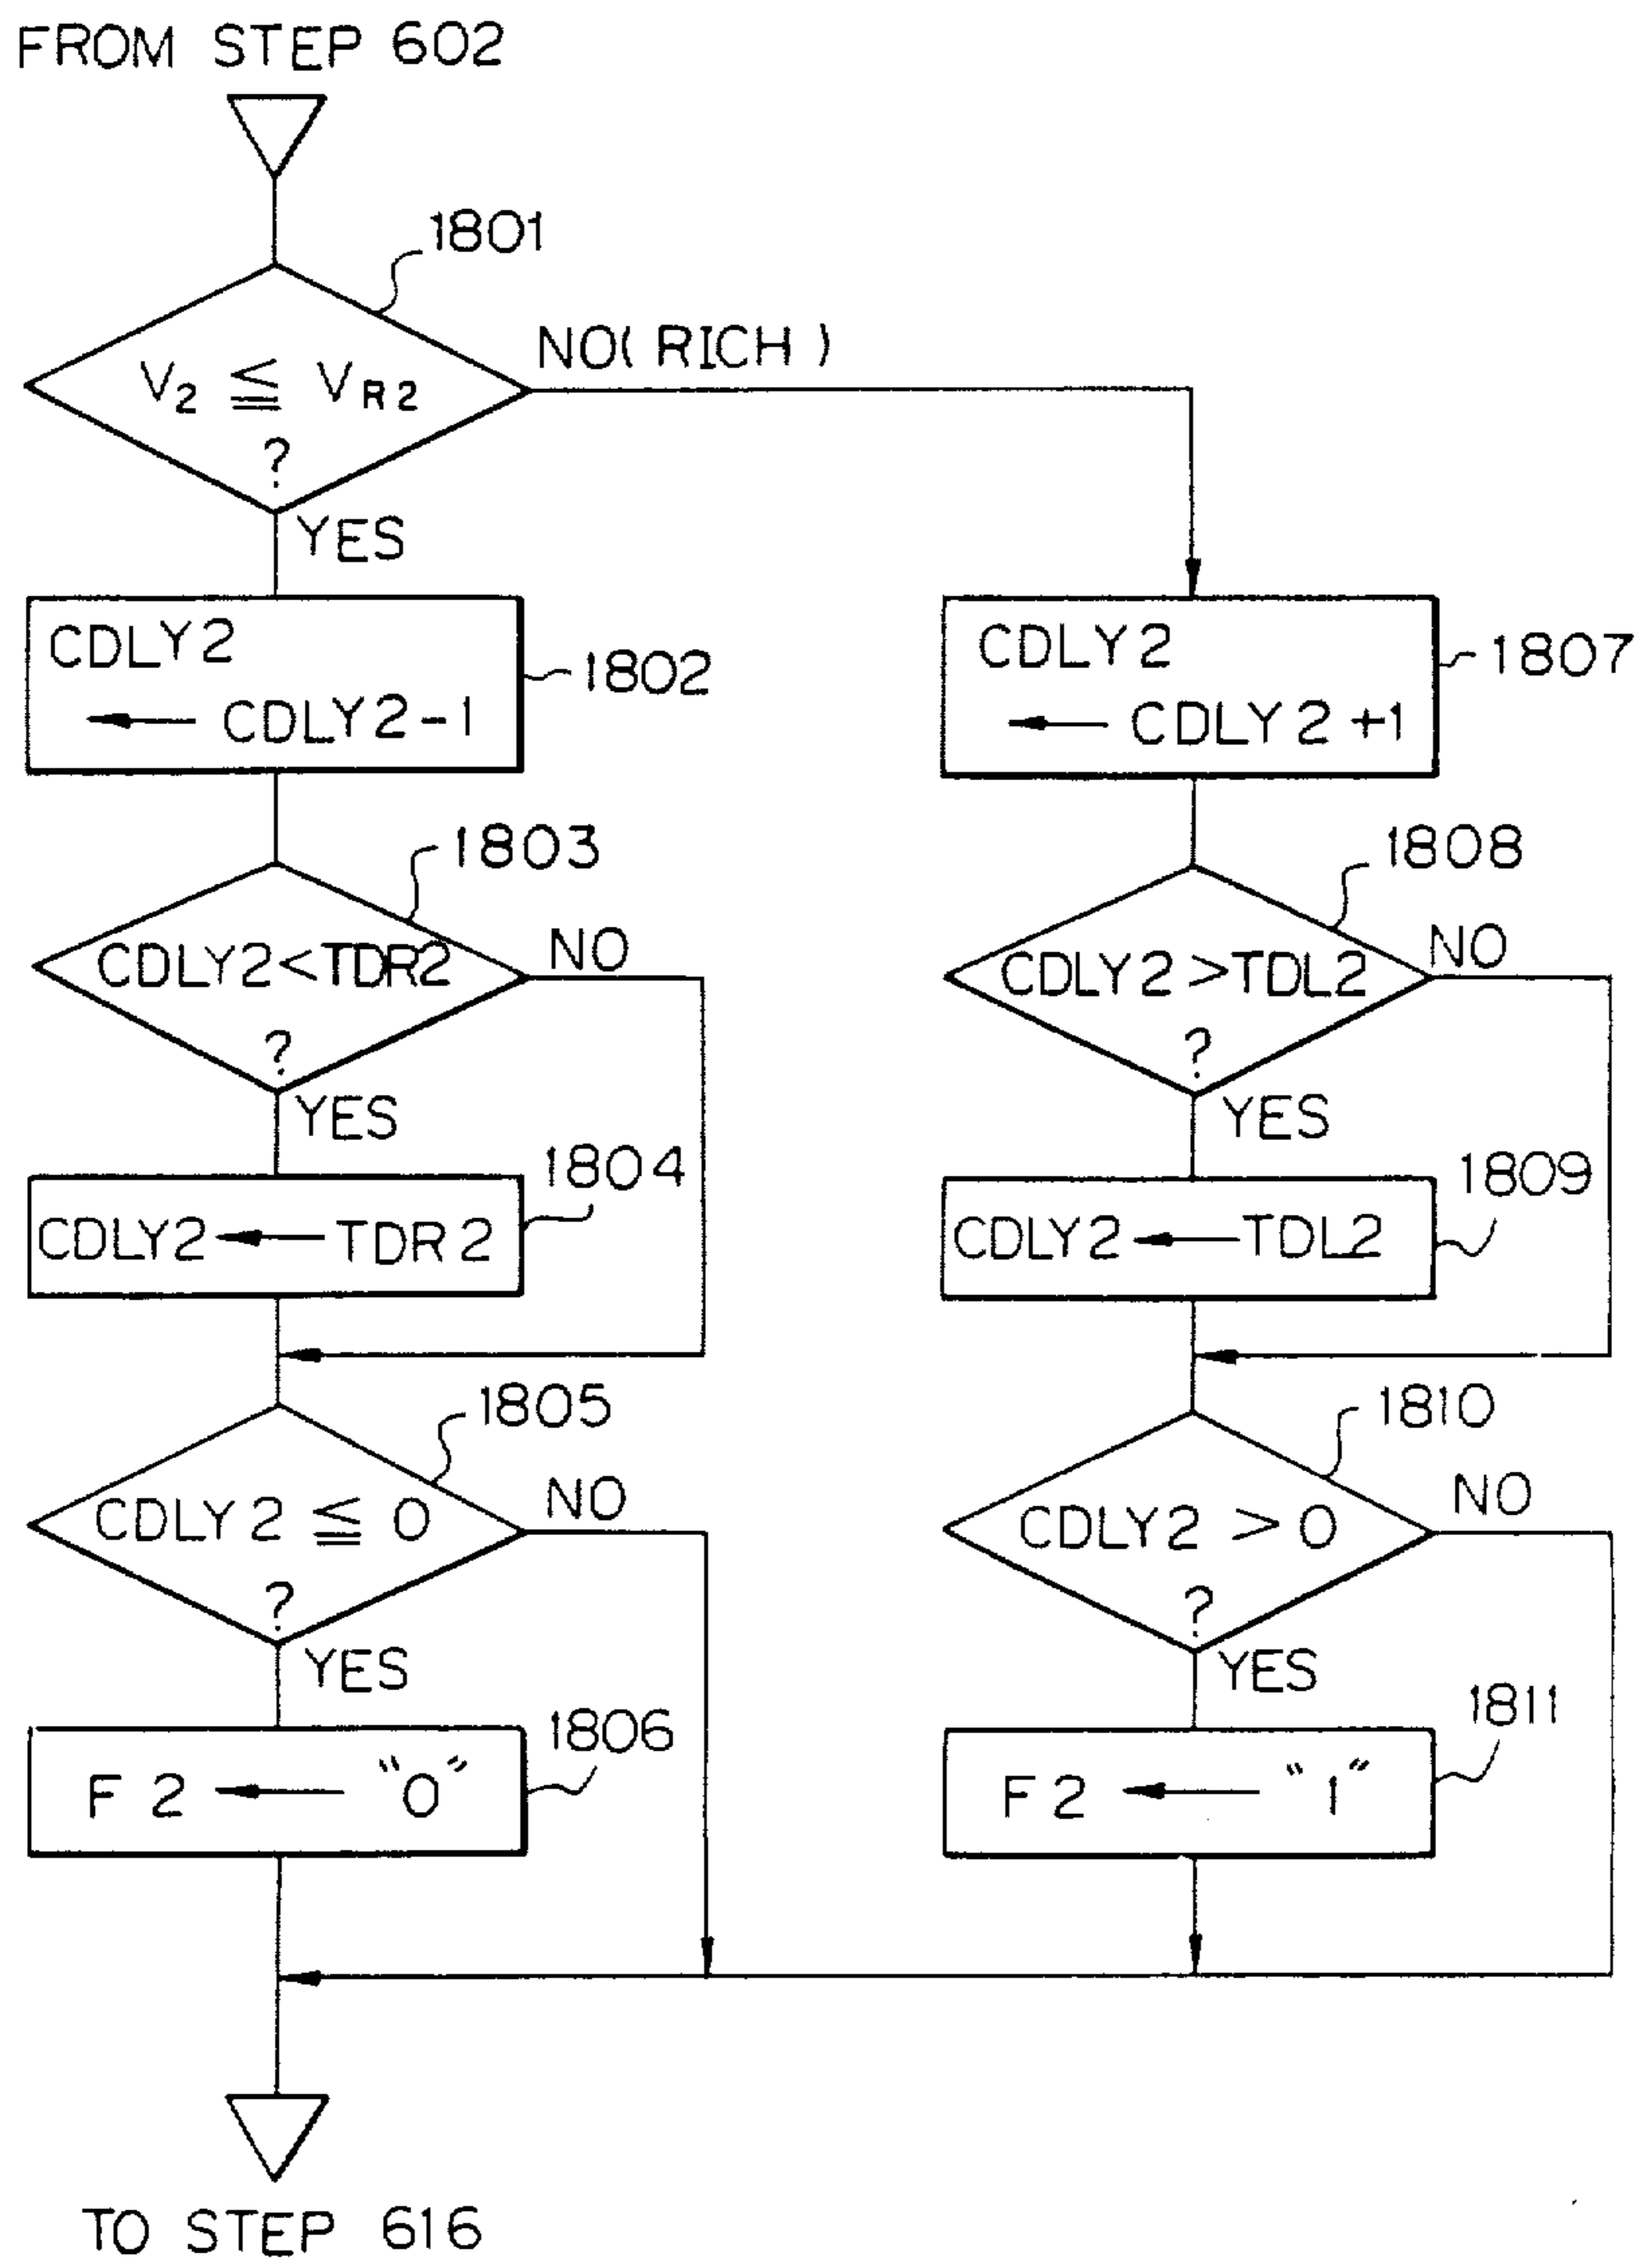 FROM STEP 602
1801
V2 ≦ VR2
?
NO( RICH )
YES
CDLY2
← CDLY2-1
1802
CDLY2
← CDLY2+1
1807
1803
CDLY2<TDR2
?
NO
YES
1808
CDLY2>TDL2
?
NO
YES
1804
CDLY2 ← TDR2
1809
CDLY2 ← TDL2
1805
CDLY2 ≦ 0
?
NO
YES
1810
CDLY2 > 0
?
NO
YES
1806
F2 ← "0"
1811
F2 ← "1"
TO STEP 616